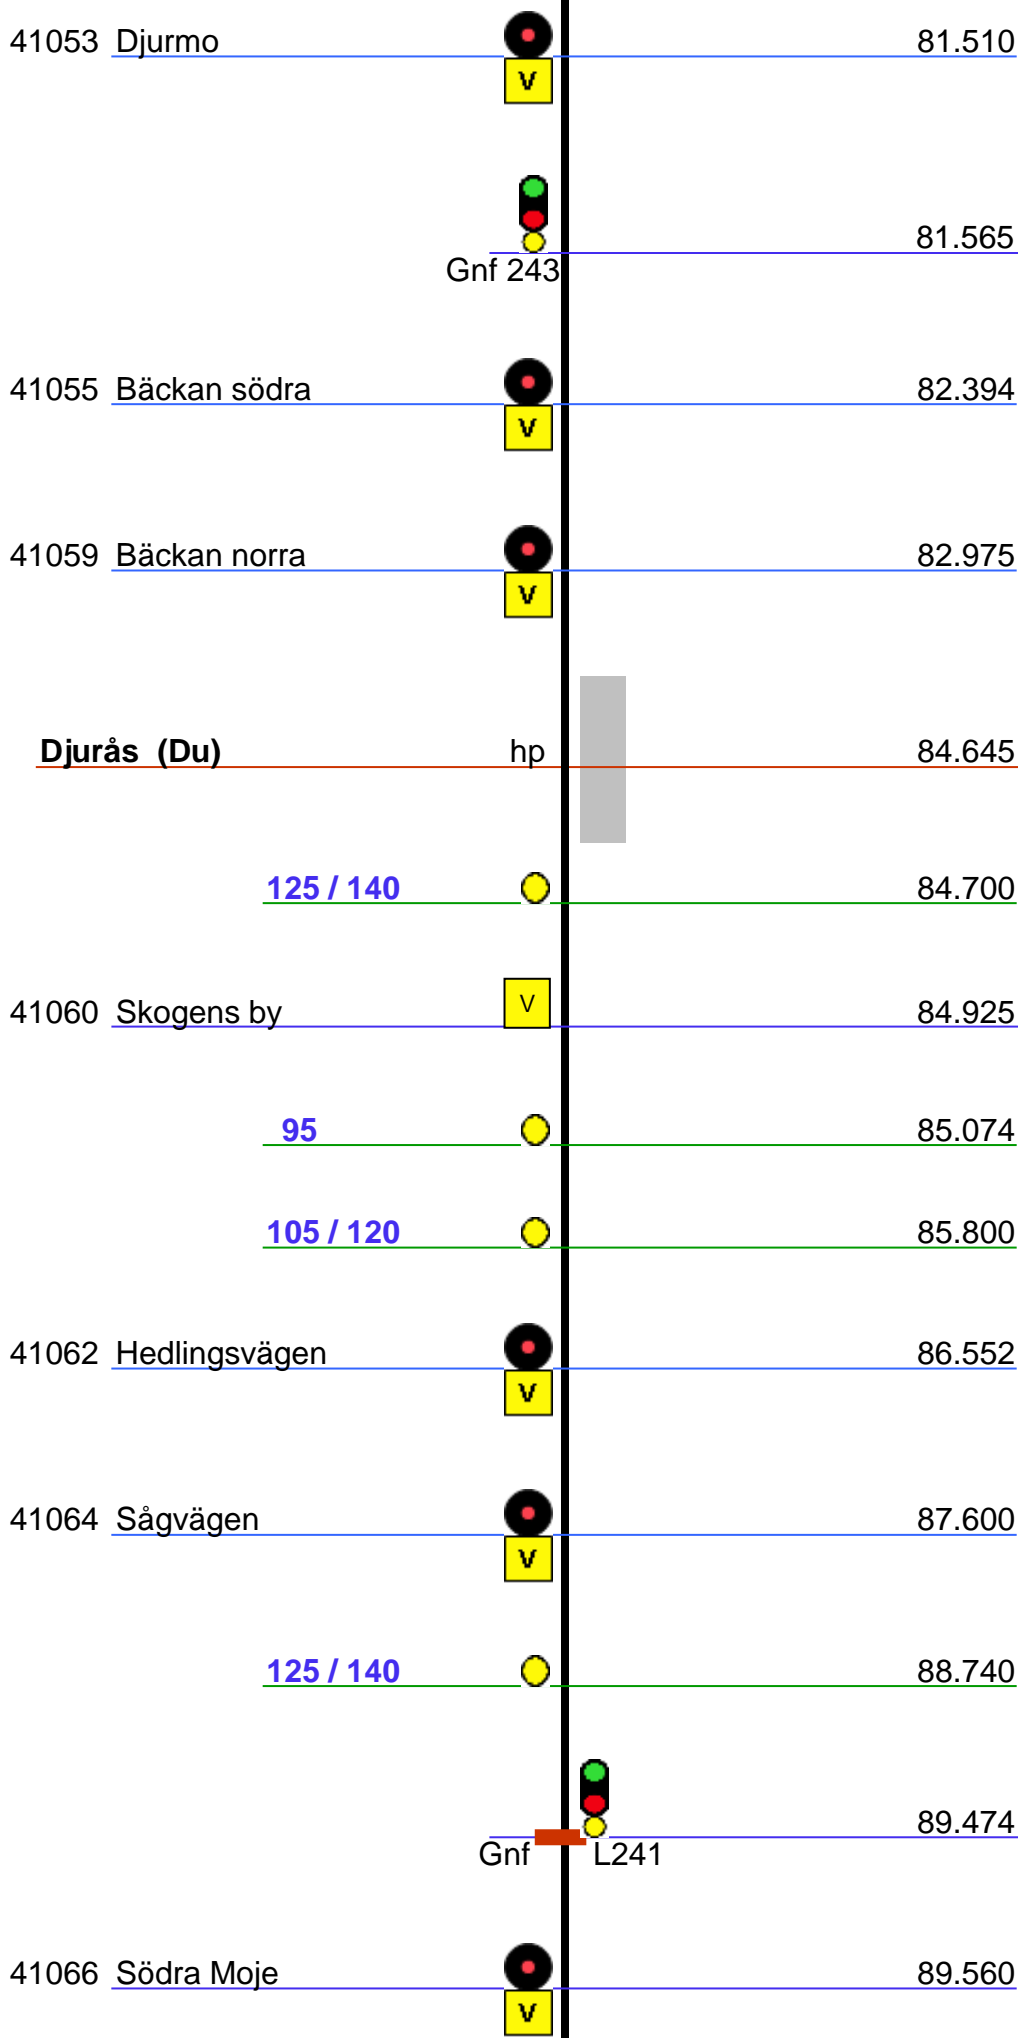 41053 Djurmo 81.510
V
81.565
Gnf 243
41055 Bäckan södra 82.394
V
41059 Bäckan norra 82.975
V
Djurås (Du) hp 84.645
125 / 140 84.700
41060 Skogens by V 84.925
95 85.074
105 / 120 85.800
41062 Hedlingsvägen 86.552
V
41064 Sågvägen 87.600
V
125 / 140 88.740
89.474
Gnf L241
41066 Södra Moje 89.560
V